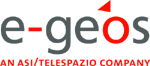 e-geos
AN ASI/TELESPAZIO COMPANY